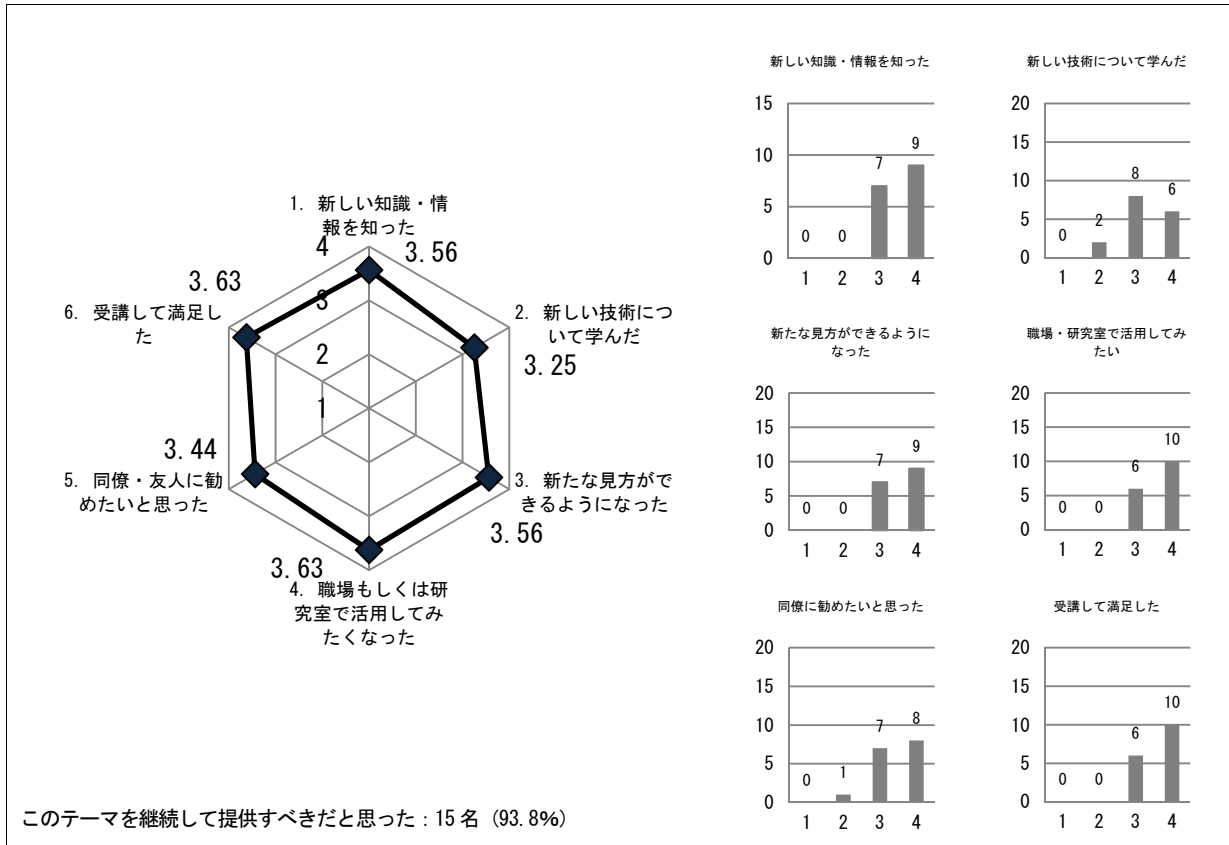 1. 新しい知識・情
報を知った
4
3.56
3.63
6. 受講して満足し
た
3
2. 新しい技術につ
いて学んだ
3.25
2
1
3.44
5. 同僚・友人に勧
めたいと思った
3. 新たな見方がで
きるようになった
3.56
3.63
4. 職場もしくは研
究室で活用してみ
たくなった
新しい知識・情報を知った
15
10
5
0
0
0
7
9
1 2 3 4
新しい技術について学んだ
20
15
10
5
0
0
2
8
6
1 2 3 4
新たな見方ができるように
なった
20
15
10
5
0
0
0
7
9
1 2 3 4
職場・研究室で活用してみ
たい
20
15
10
5
0
0
0
6
10
1 2 3 4
同僚に勧めたいと思った
20
15
10
5
0
0
1
7
8
1 2 3 4
受講して満足した
20
15
10
5
0
0
0
6
10
1 2 3 4
このテーマを継続して提供すべきだと思った：15 名（93.8%）